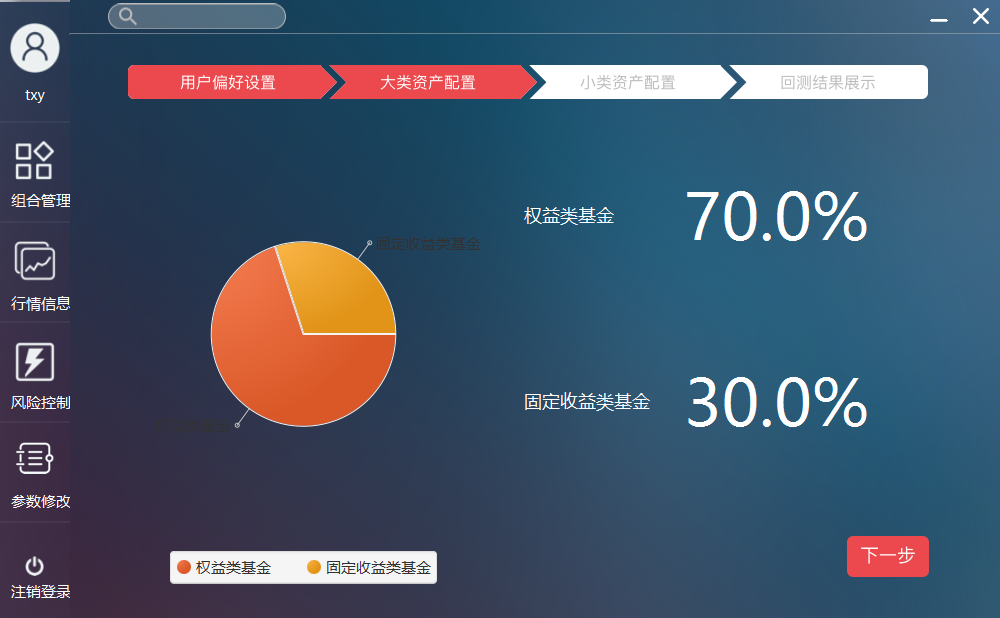 txy
组合管理
行情信息
风险控制
参数修改
注销登录
用户偏好设置
大类资产配置
小类资产配置
回测结果展示
固定收益类基金
权益类基金
70.0%
固定收益类基金
30.0%
权益类基金
固定收益类基金
下一步